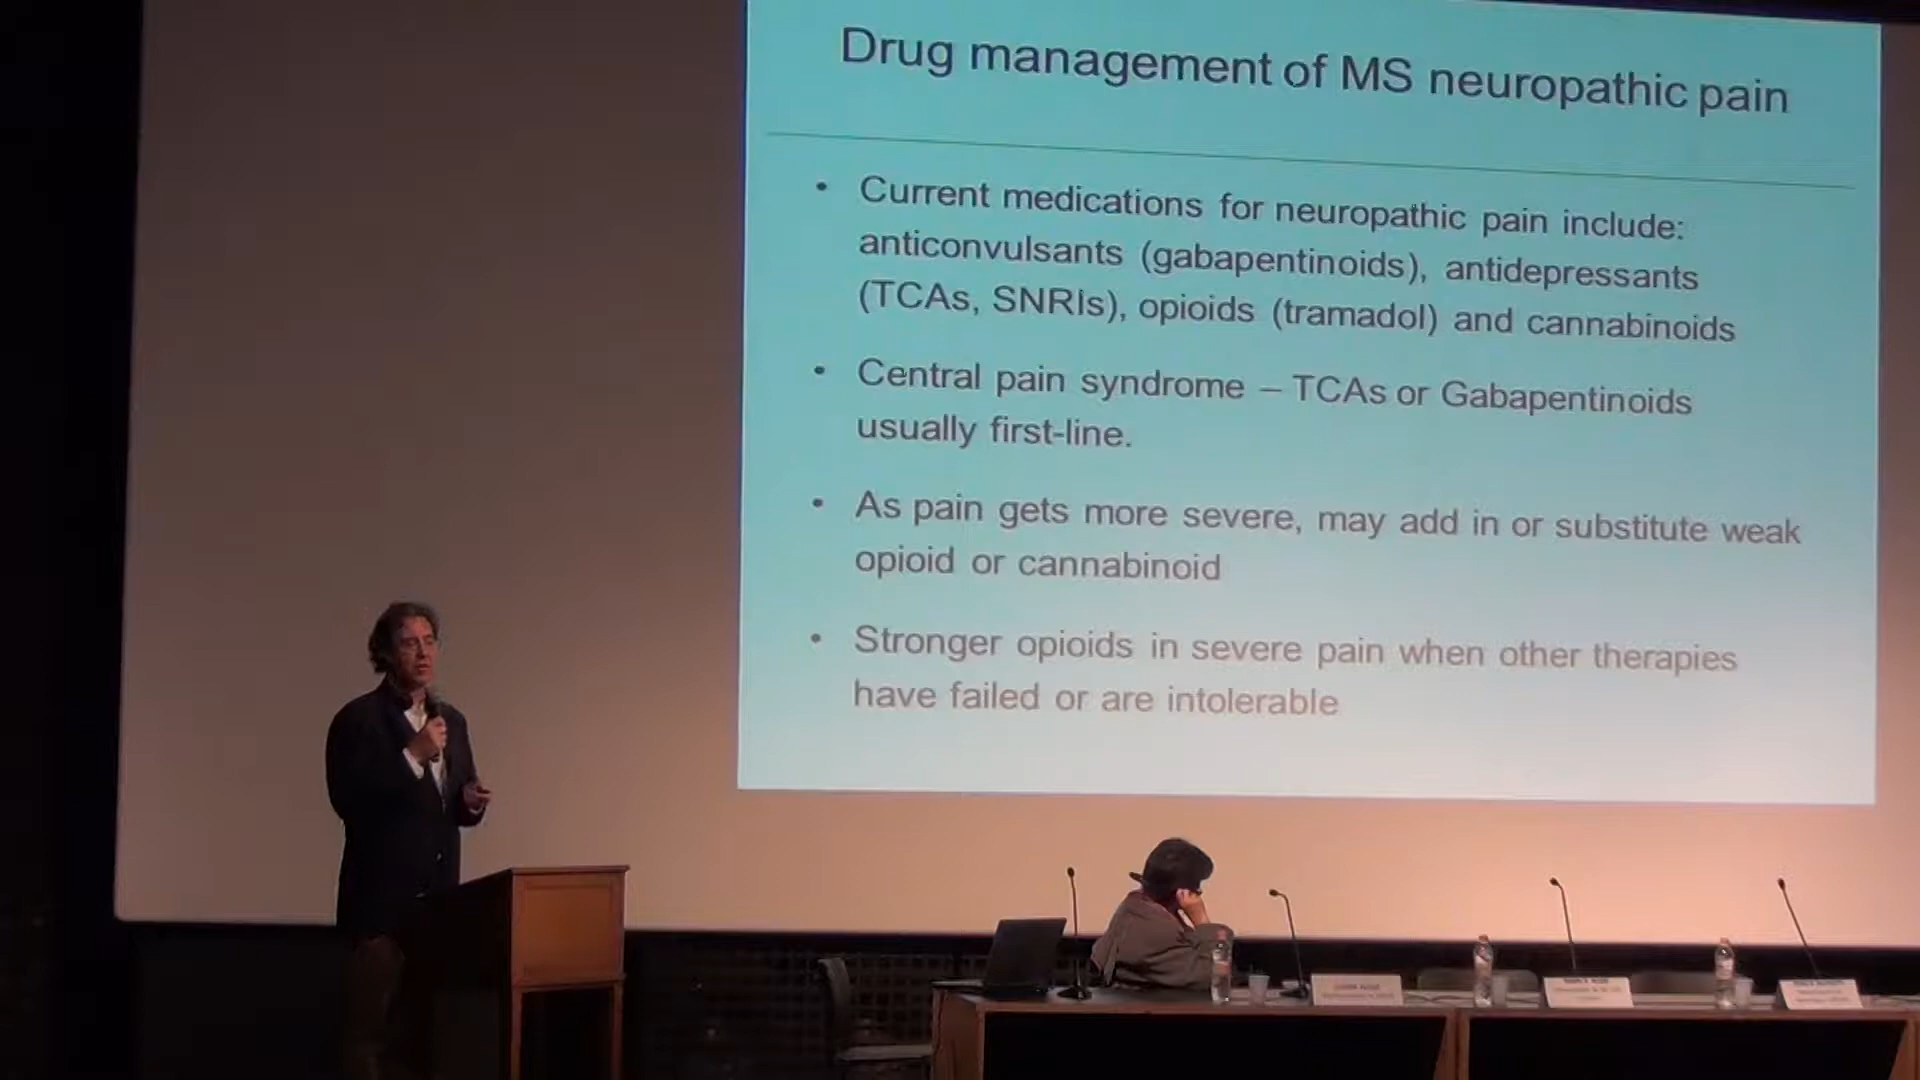 Drug management of MS neuropathic pain
• Current medications for neuropathic pain include:
anticonvulsants (gabapentinoids), antidepressants
(TCAs, SNRIs), opioids (tramadol) and cannabinoids
• Central pain syndrome – TCAs or Gabapentinoids
usually first-line.
• As pain gets more severe, may add in or substitute weak
opioid or cannabinoid
• Stronger opioids in severe pain when other therapies
have failed or are intolerable